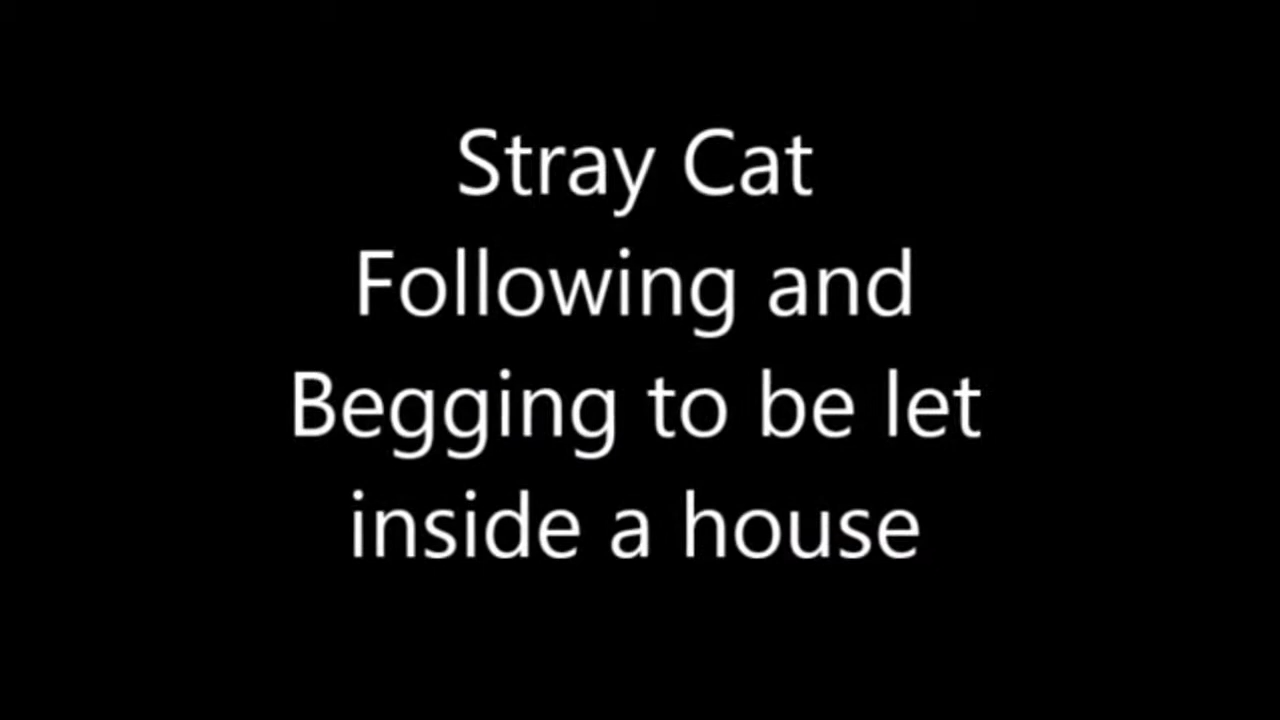 Stray Cat
Following and
Begging to be let
inside a house